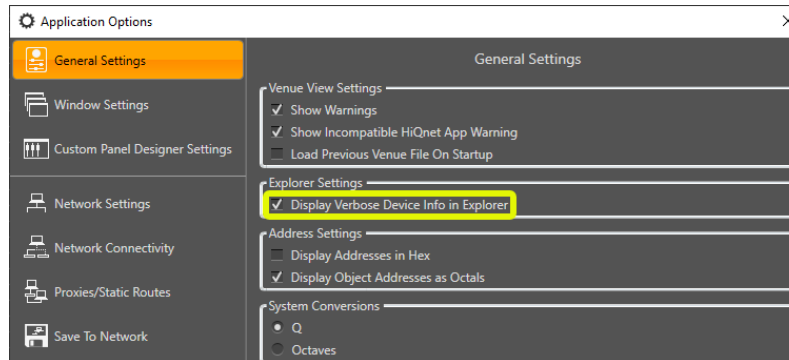 Application Options
General Settings
Window Settings
Custom Panel Designer Settings
Network Settings
Network Connectivity
Proxies/Static Routes
Save To Network
General Settings
Venue View Settings
Show Warnings
Show Incompatible HiQnet App Warning
Load Previous Venue File On Startup
Explorer Settings
Display Verbose Device Info in Explorer
Address Settings
Display Addresses in Hex
Display Object Addresses as Octals
System Conversions
Q
Octaves